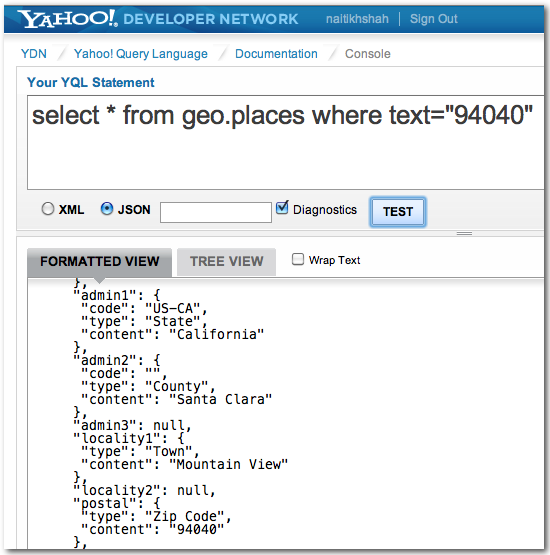 YAHOO! DEVELOPER NETWORK naitikhshah Sign Out
YDN Yahoo! Query Language Documentation Console
Your YQL Statement
select * from geo.places where text="94040"
XML JSON Diagnostics TEST
FORMATTED VIEW TREE VIEW Wrap Text
},
"admin1": {
"code": "US-CA",
"type": "State",
"content": "California"
},
"admin2": {
"code": "",
"type": "County",
"content": "Santa Clara"
},
"admin3": null,
"locality1": {
"type": "Town",
"content": "Mountain View"
},
"locality2": null,
"postal": {
"type": "Zip Code",
"content": "94040"
},